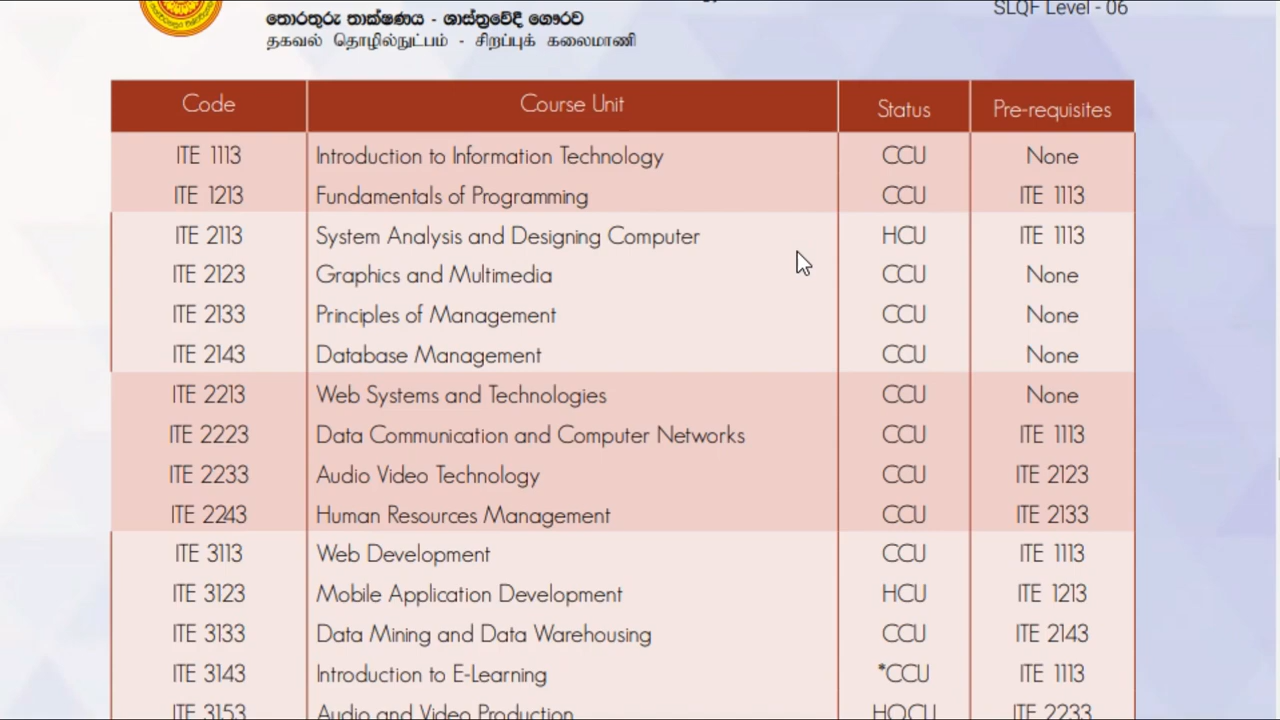 SLQF Level - 06
තොරතුරු තාක්ෂණය - ශාස්ත්‍රවේදී ගෞරව
தகவல் தொழில்நுட்பம் - சிறப்புக் கலைமாணி
Code Course Unit Status Pre-requisites
ITE 1113 Introduction to Information Technology CCU None
ITE 1213 Fundamentals of Programming CCU ITE 1113
ITE 2113 System Analysis and Designing Computer HCU ITE 1113
ITE 2123 Graphics and Multimedia CCU None
ITE 2133 Principles of Management CCU None
ITE 2143 Database Management CCU None
ITE 2213 Web Systems and Technologies CCU None
ITE 2223 Data Communication and Computer Networks CCU ITE 1113
ITE 2233 Audio Video Technology CCU ITE 2123
ITE 2243 Human Resources Management CCU ITE 2133
ITE 3113 Web Development CCU ITE 1113
ITE 3123 Mobile Application Development HCU ITE 1213
ITE 3133 Data Mining and Data Warehousing CCU ITE 2143
ITE 3143 Introduction to E-Learning *CCU ITE 1113
ITE 3153 Audio and Video Production HOCU ITE 2233